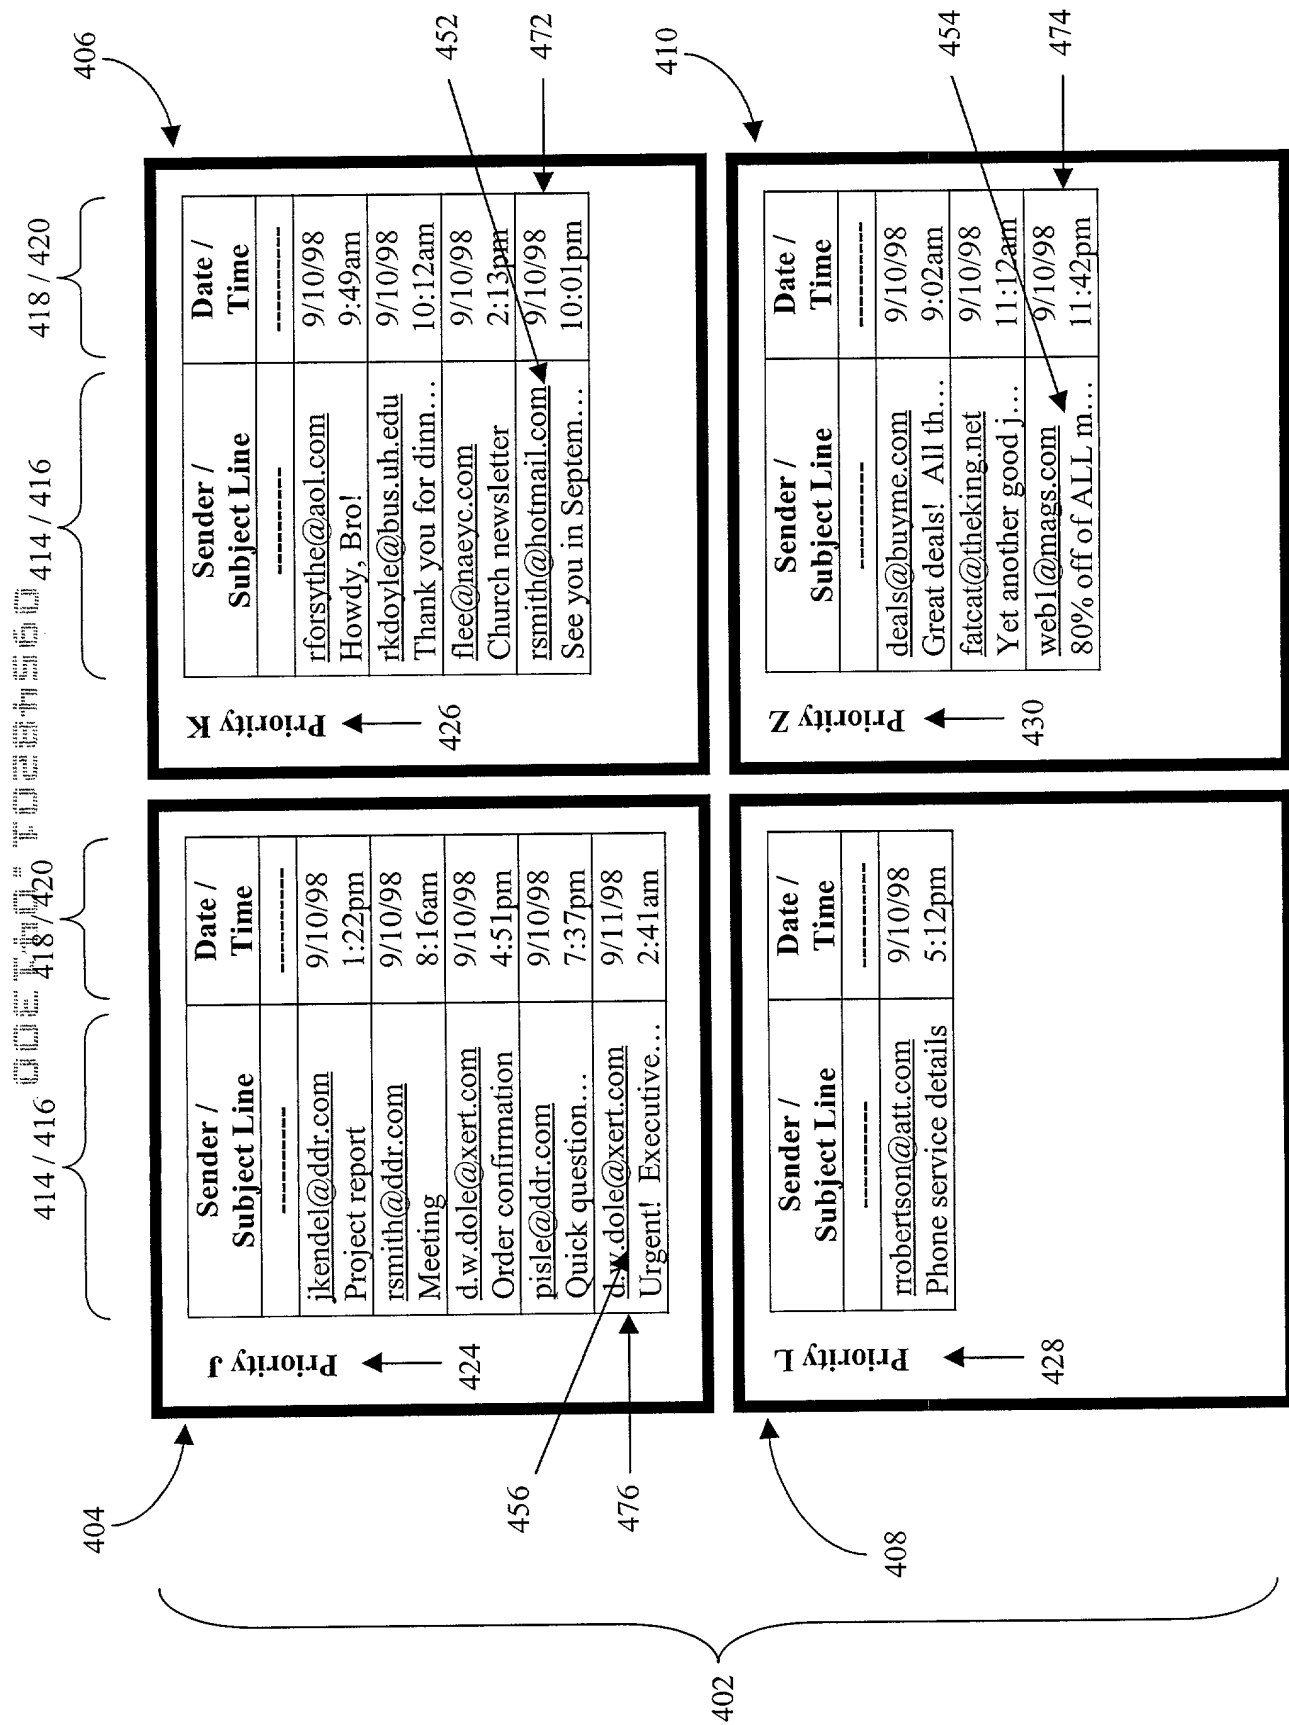 414 / 416
418 / 420
414 / 416
418 / 420
404
406
Priority J
424
Sender /
Subject Line
Date /
Time
----------
----------
jkendel@ddr.com
Project report
9/10/98
1:22pm
rsmith@ddr.com
Meeting
9/10/98
8:16am
d.w.dole@xert.com
Order confirmation
9/10/98
4:51pm
pisle@ddr.com
Quick question…
9/10/98
7:37pm
d.w.dole@xert.com
Urgent!  Executive…
9/11/98
2:41am
456
476
Priority K
426
Sender /
Subject Line
Date /
Time
----------
----------
rforsythe@aol.com
Howdy, Bro!
9/10/98
9:49am
rkdoyle@bus.uh.edu
Thank you for dinn…
9/10/98
10:12am
flee@naeyc.com
Church newsletter
9/10/98
2:13pm
rsmith@hotmail.com
See you in Septem…
9/10/98
10:01pm
452
472
402
408
410
Priority L
428
Sender /
Subject Line
Date /
Time
----------
----------
rrobertson@att.com
Phone service details
9/10/98
5:12pm
Priority Z
430
Sender /
Subject Line
Date /
Time
----------
----------
deals@buyme.com
Great deals!  All th…
9/10/98
9:02am
fatcat@theking.net
Yet another good j…
9/10/98
11:12am
web1@mags.com
80% off of ALL m…
9/10/98
11:42pm
454
474